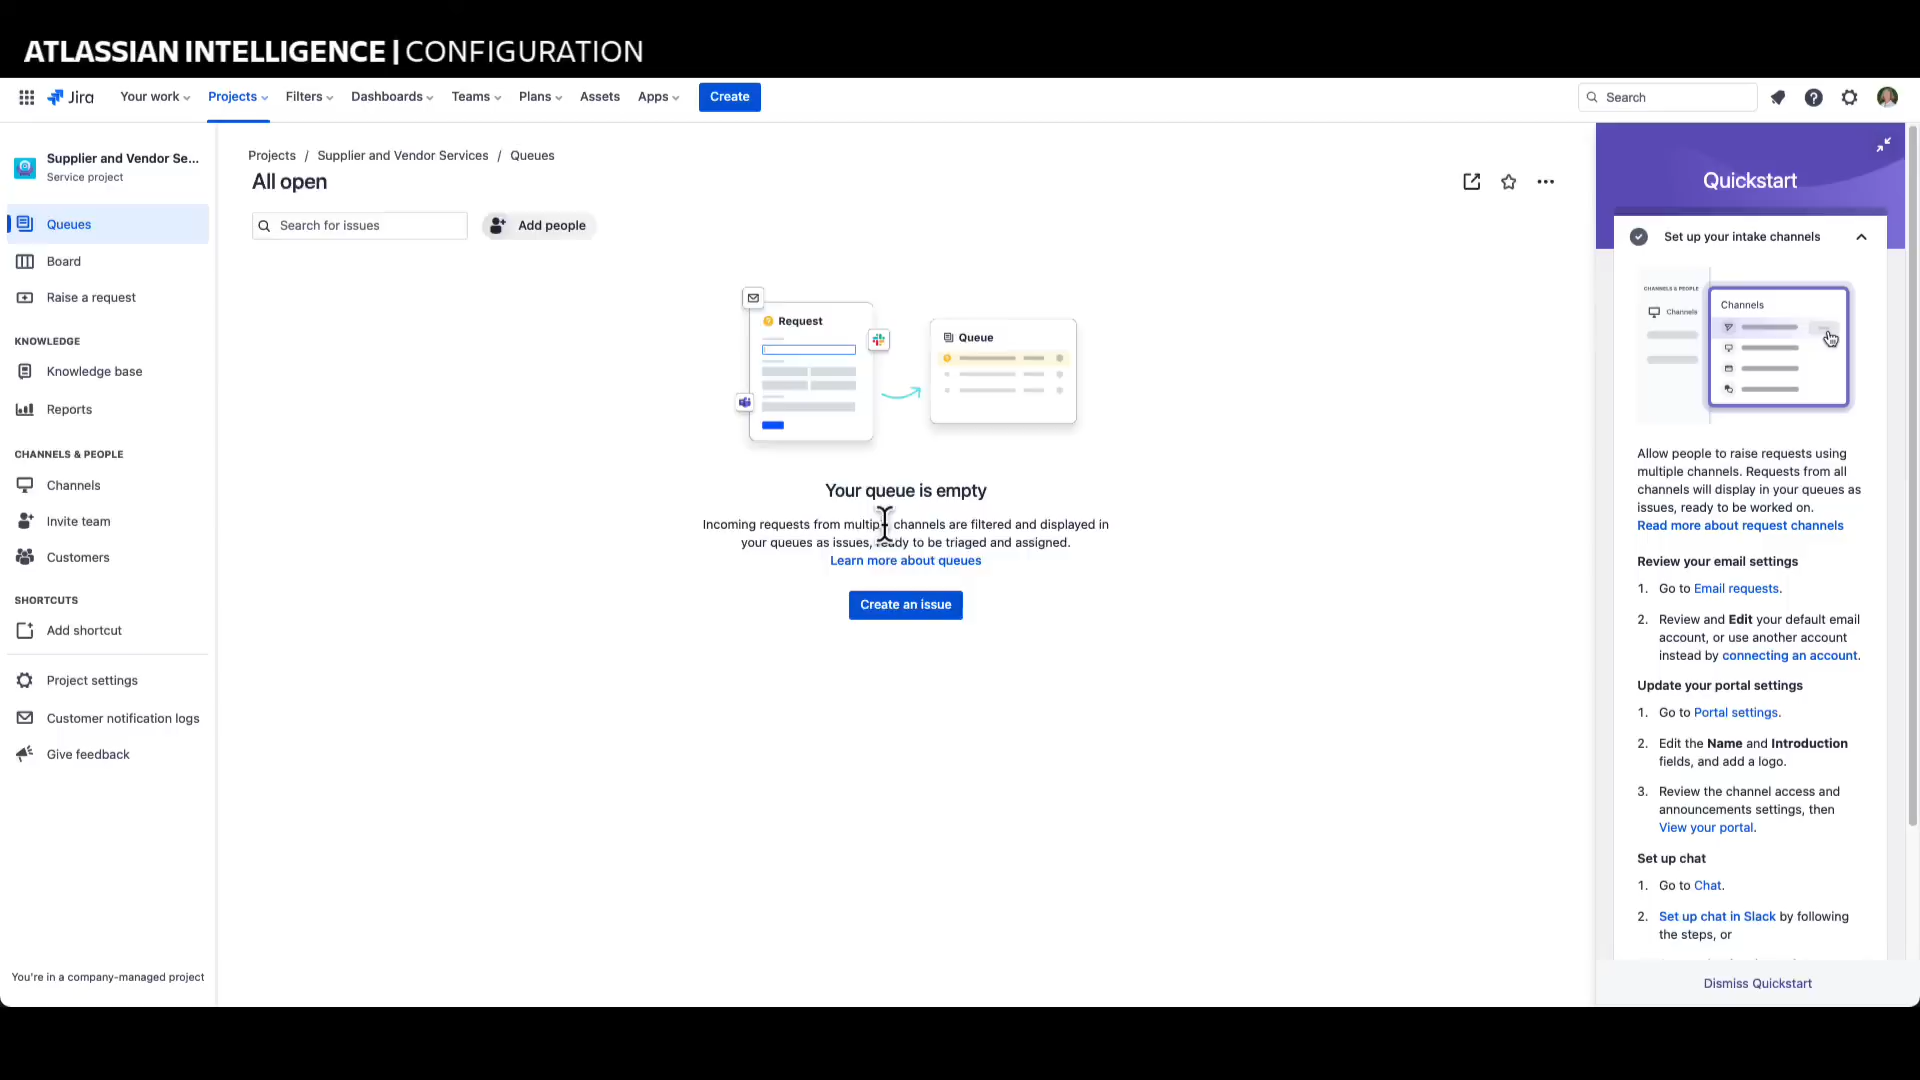 ATLASSIAN INTELLIGENCE | CONFIGURATION
Jira
Your work
Projects
Filters
Dashboards
Teams
Plans
Assets
Apps
Create
Search
Supplier and Vendor Se...
Service project
Queues
Board
Raise a request
KNOWLEDGE
Knowledge base
Reports
CHANNELS & PEOPLE
Channels
Invite team
Customers
SHORTCUTS
Add shortcut
Project settings
Customer notification logs
Give feedback
You're in a company-managed project
Projects / Supplier and Vendor Services / Queues
All open
Search for issues
Add people
Request
Queue
Your queue is empty
Incoming requests from multiple channels are filtered and displayed in
your queues as issues, ready to be triaged and assigned.
Learn more about queues
Create an issue
Quickstart
Set up your intake channels
CHANNELS & PEOPLE
Channels
Channels
Allow people to raise requests using
multiple channels. Requests from all
channels will display in your queues as
issues, ready to be worked on.
Read more about request channels
Review your email settings
1. Go to Email requests.
2. Review and Edit your default email
account, or use another account
instead by connecting an account.
Update your portal settings
1. Go to Portal settings.
2. Edit the Name and Introduction
fields, and add a logo.
3. Review the channel access and
announcements settings, then
View your portal.
Set up chat
1. Go to Chat.
2. Set up chat in Slack by following
the steps, or
Dismiss Quickstart